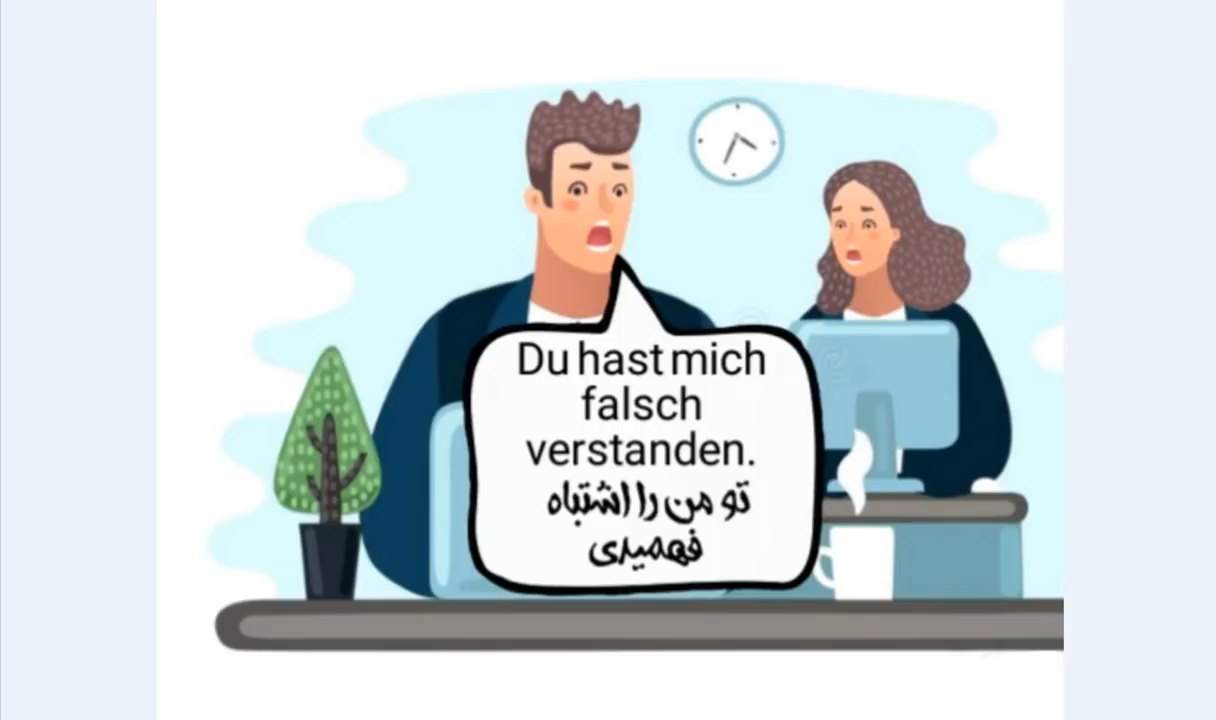 Du hast mich
falsch
verstanden.
تو من را اشتباه
فهمیدی